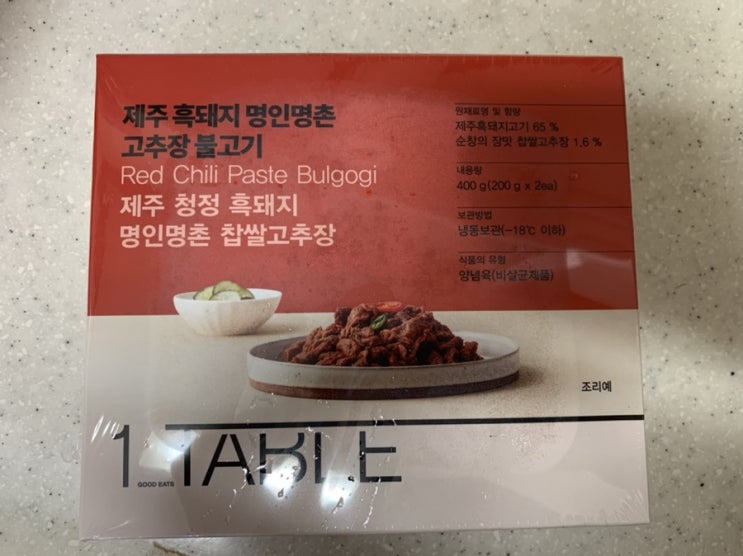 제주 흑돼지 명인명촌
고추장 불고기
Red Chili Paste Bulgogi
제주 청정 흑돼지
명인명촌 찹쌀고추장
원재료명 및 함량
제주흑돼지고기 65 %
순창의 장맛 찹쌀고추장 1.6 %
내용량
400 g(200 g x 2ea)
보관방법
냉동보관(-18℃ 이하)
식품의 유형
양념육(비살균제품)
조리예
1 TABLE
GOOD EATS